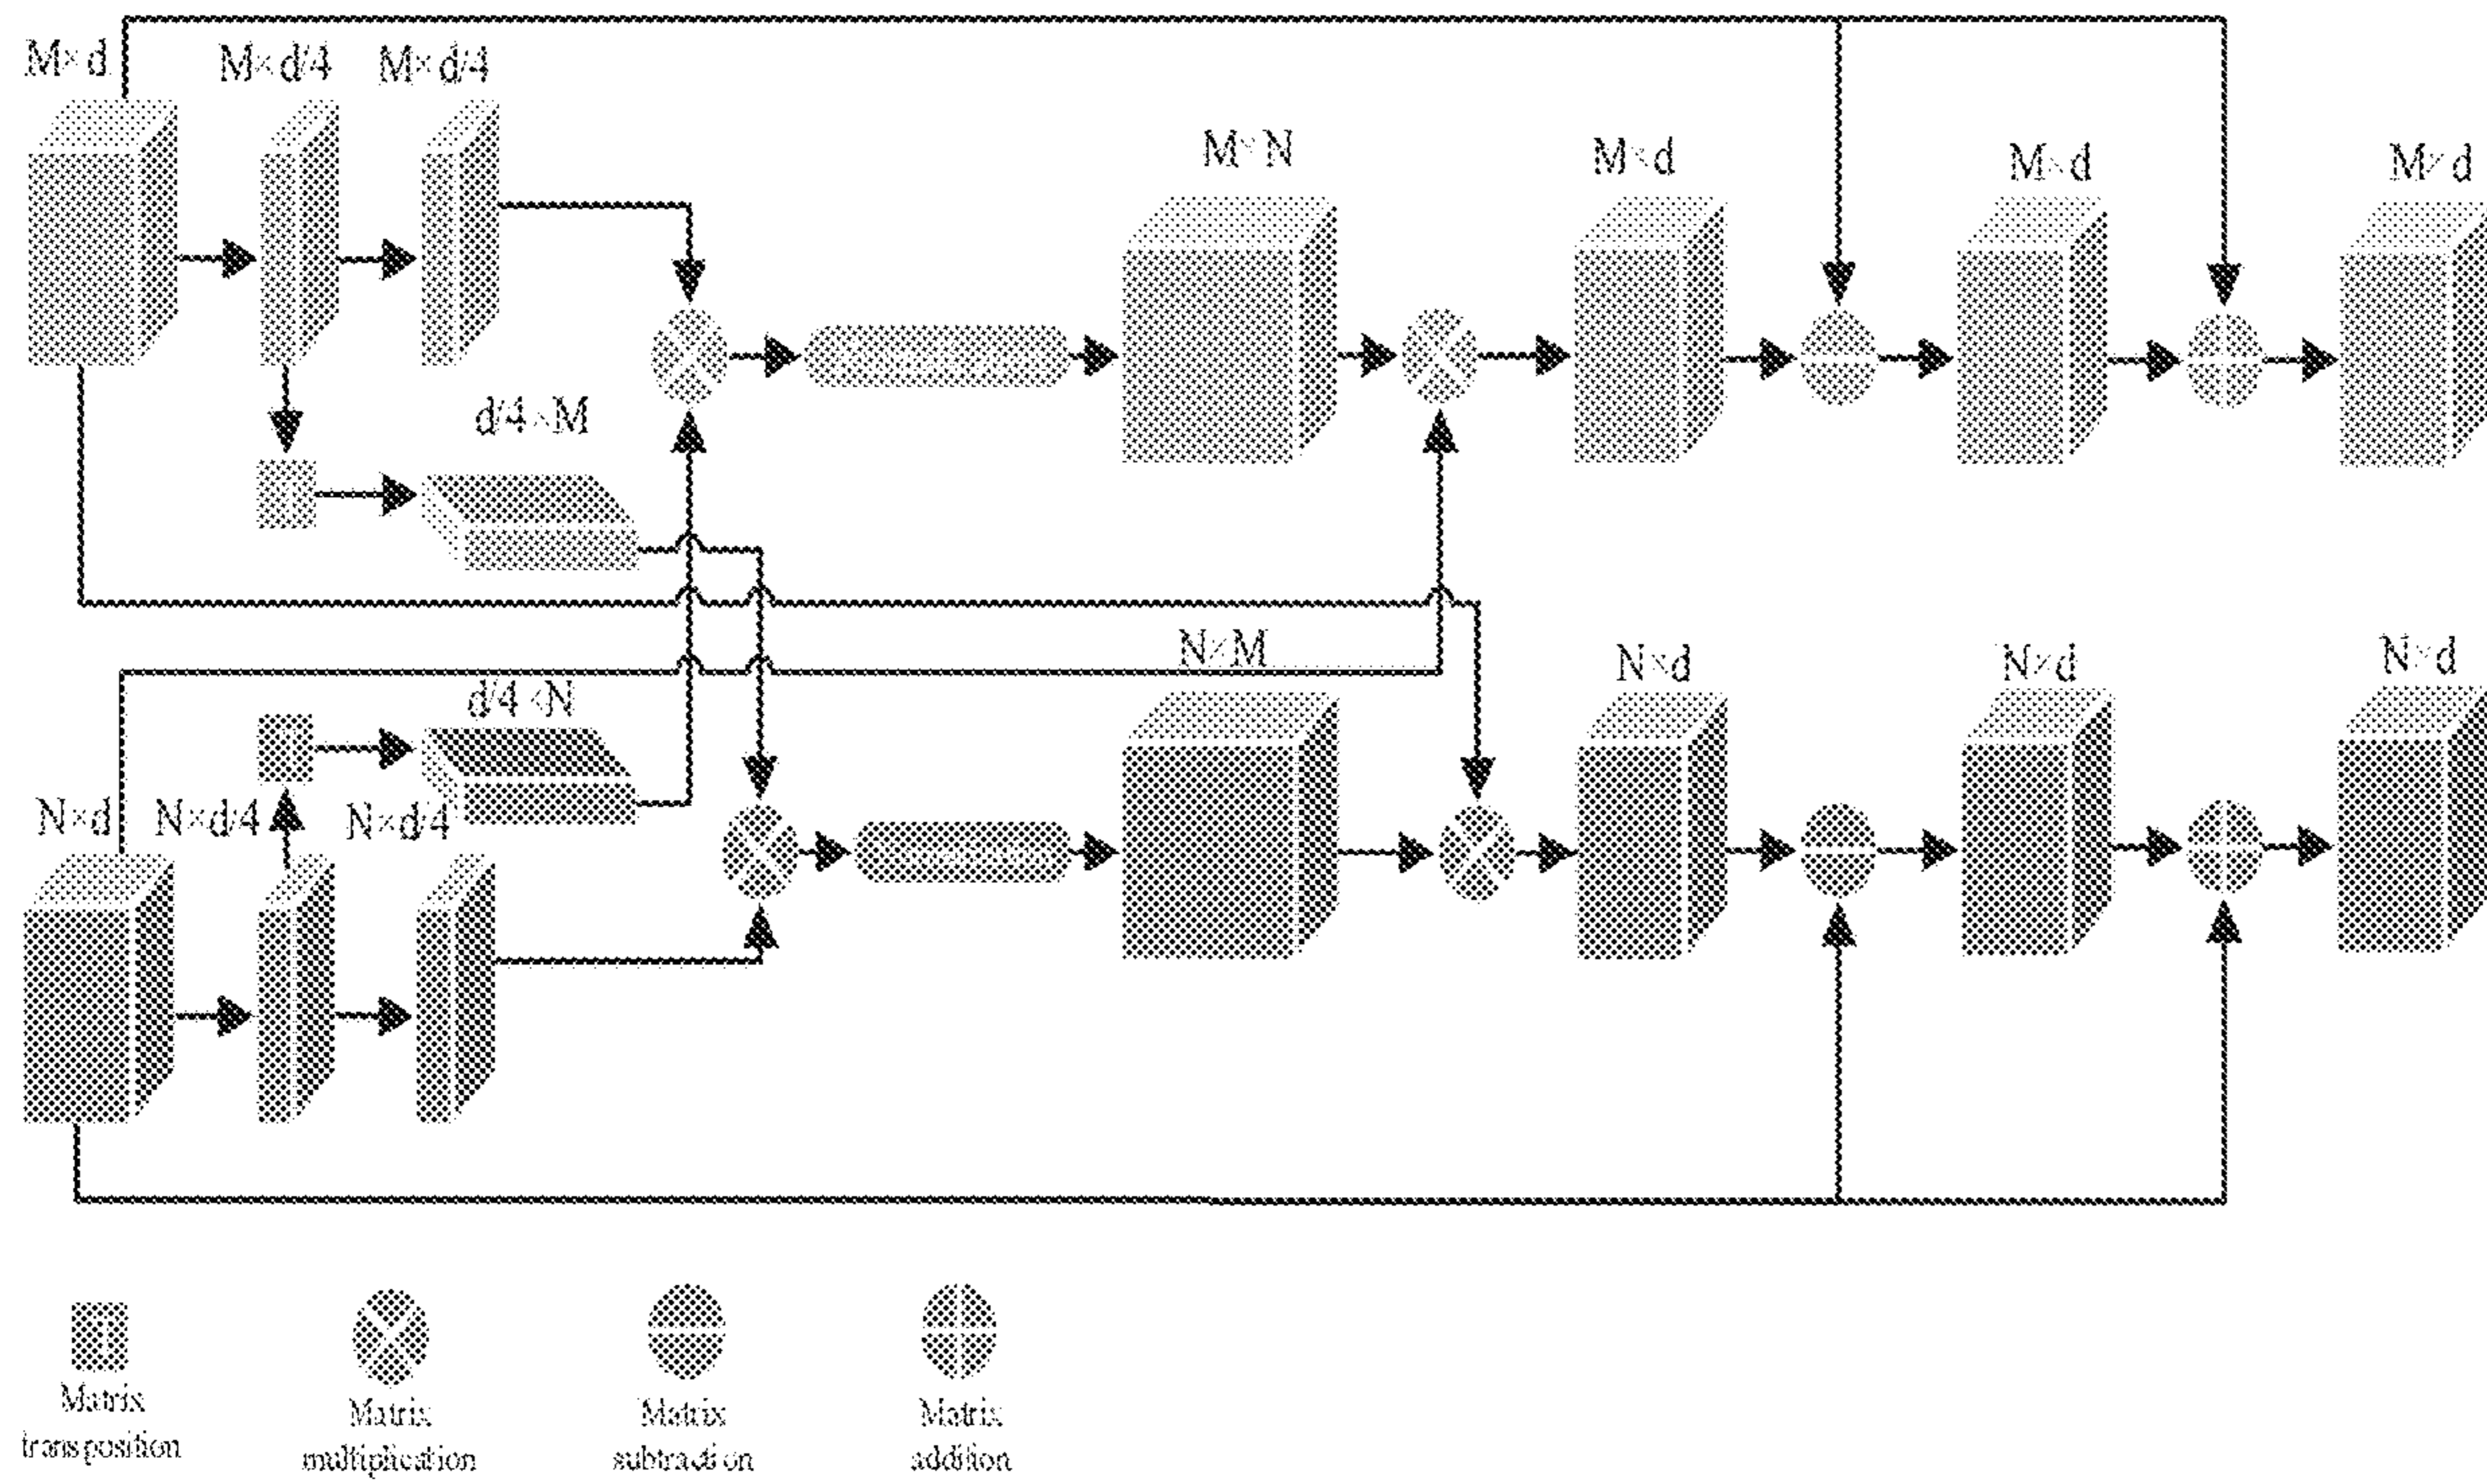 M×d
M×d/4
M×d/4
M×N
M×d
M×d
M×d
d/4×M
N×M
N×d
N×d
N×d
d/4×N
N×d
N×d/4
N×d/4
Matrix
transposition
Matrix
multiplication
Matrix
subtraction
Matrix
addition